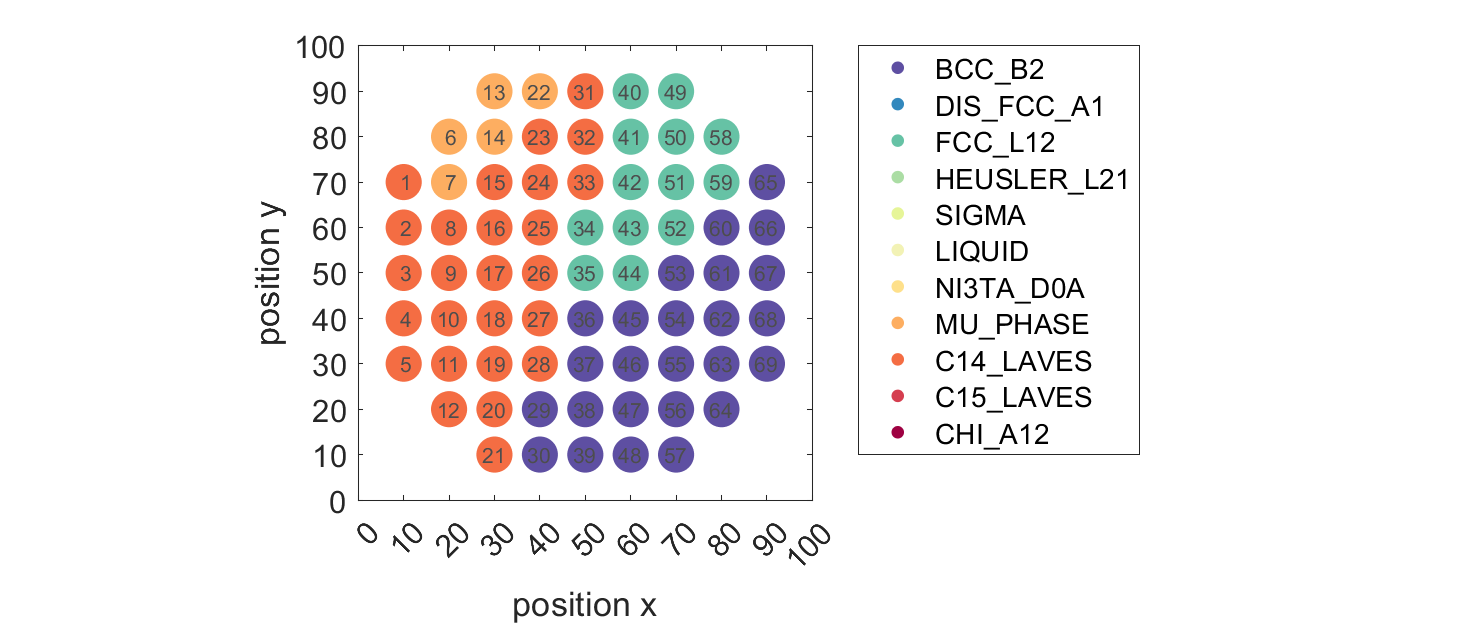 100
90
80
70
60
50
40
30
20
10
0
position y
13 22 31 40 49
6 14 23 32 41 50 58
1 7 15 24 33 42 51 59 65
2 8 16 25 34 43 52 60 66
3 9 17 26 35 44 53 61 67
4 10 18 27 36 45 54 62 68
5 11 19 28 37 46 55 63 69
12 20 29 38 47 56 64
21 30 39 48 57
0 10 20 30 40 50 60 70 80 90 100
position x
BCC_B2
DIS_FCC_A1
FCC_L12
HEUSLER_L21
SIGMA
LIQUID
NI3TA_D0A
MU_PHASE
C14_LAVES
C15_LAVES
CHI_A12